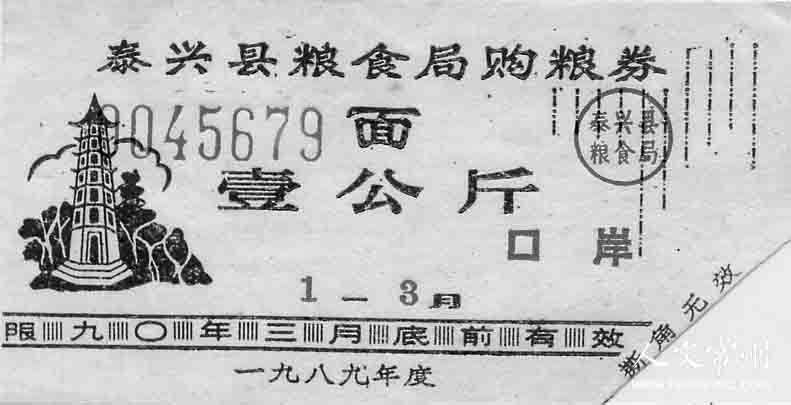 泰兴县粮食局购粮券
0045679
面
泰兴县
粮食局
壹公斤
口岸
1—3月
限九〇年三月底前有效
撕角无效
一九八九年度